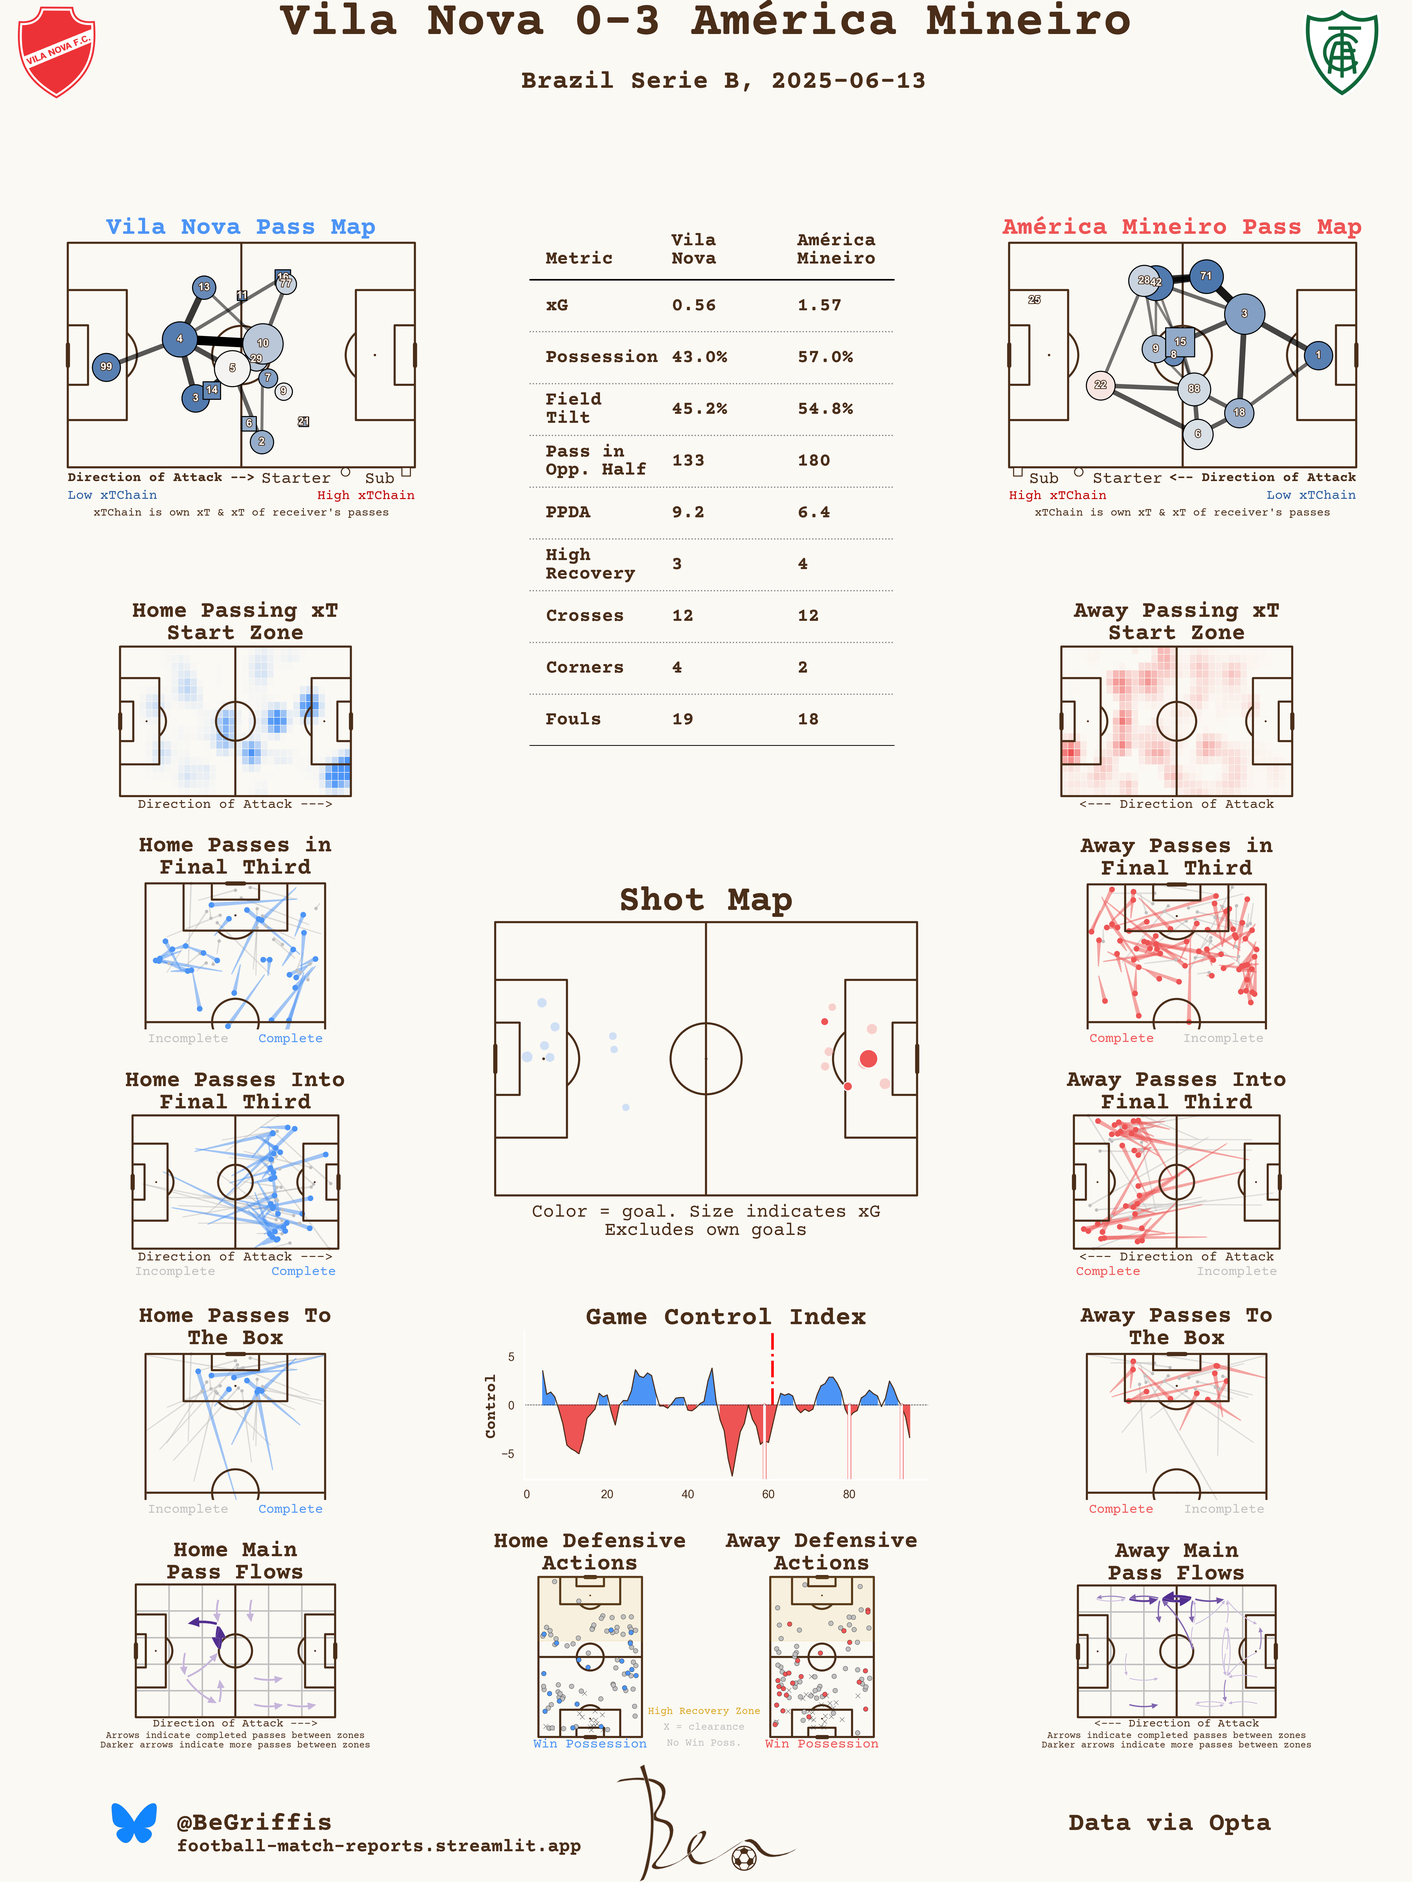 Vila Nova 0-3 América Mineiro
Brazil Serie B, 2025-06-13
VILA NOVA F.C.
Vila Nova Pass Map
13
16
77
11
4
10
29
99
5
7
14
9
3
6
21
2
Direction of Attack --> Starter Sub
Low xTChain High xTChain
xTChain is own xT & xT of receiver's passes
Metric Vila Nova América Mineiro
xG 0.56 1.57
Possession 43.0% 57.0%
Field Tilt 45.2% 54.8%
Pass in Opp. Half 133 180
PPDA 9.2 6.4
High Recovery 3 4
Crosses 12 12
Corners 4 2
Fouls 19 18
América Mineiro Pass Map
28
42
71
25
3
15
9
8
1
22
88
18
6
Sub Starter <-- Direction of Attack
High xTChain Low xTChain
xTChain is own xT & xT of receiver's passes
Home Passing xT
Start Zone
Direction of Attack --->
Away Passing xT
Start Zone
<--- Direction of Attack
Home Passes in
Final Third
Incomplete Complete
Away Passes in
Final Third
Complete Incomplete
Shot Map
Color = goal. Size indicates xG
Excludes own goals
Home Passes Into
Final Third
Direction of Attack --->
Incomplete Complete
Away Passes Into
Final Third
<--- Direction of Attack
Complete Incomplete
Home Passes To
The Box
Incomplete Complete
Game Control Index
Control
5
0
−5
0 20 40 60 80
Away Passes To
The Box
Complete Incomplete
Home Main
Pass Flows
Direction of Attack --->
Arrows indicate completed passes between zones
Darker arrows indicate more passes between zones
Home Defensive
Actions
Win Possession
Away Defensive
Actions
Win Possession
High Recovery Zone
X = clearance
No Win Poss.
Away Main
Pass Flows
<--- Direction of Attack
Arrows indicate completed passes between zones
Darker arrows indicate more passes between zones
@BeGriffis
football-match-reports.streamlit.app
Ben
Data via Opta